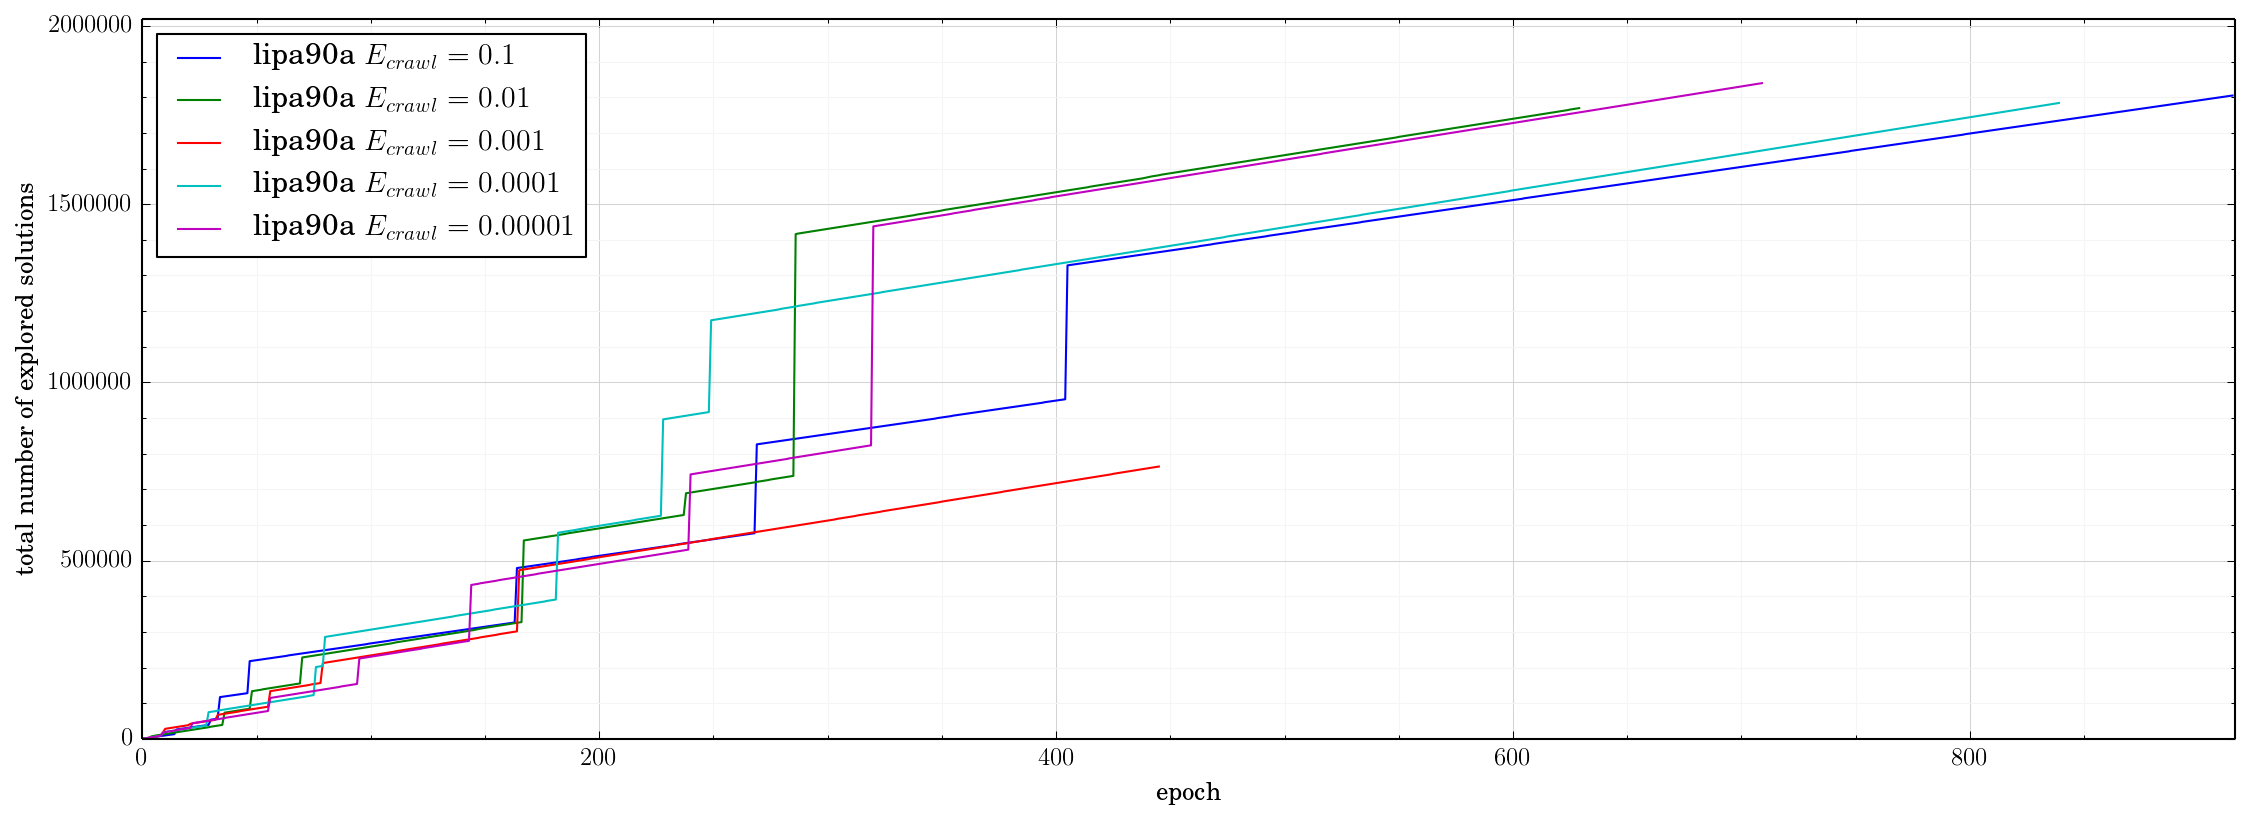 2000000
1500000
1000000
500000
0
total number of explored solutions
lipa90a E_crawl = 0.1
lipa90a E_crawl = 0.01
lipa90a E_crawl = 0.001
lipa90a E_crawl = 0.0001
lipa90a E_crawl = 0.00001
0 200 400 600 800
epoch